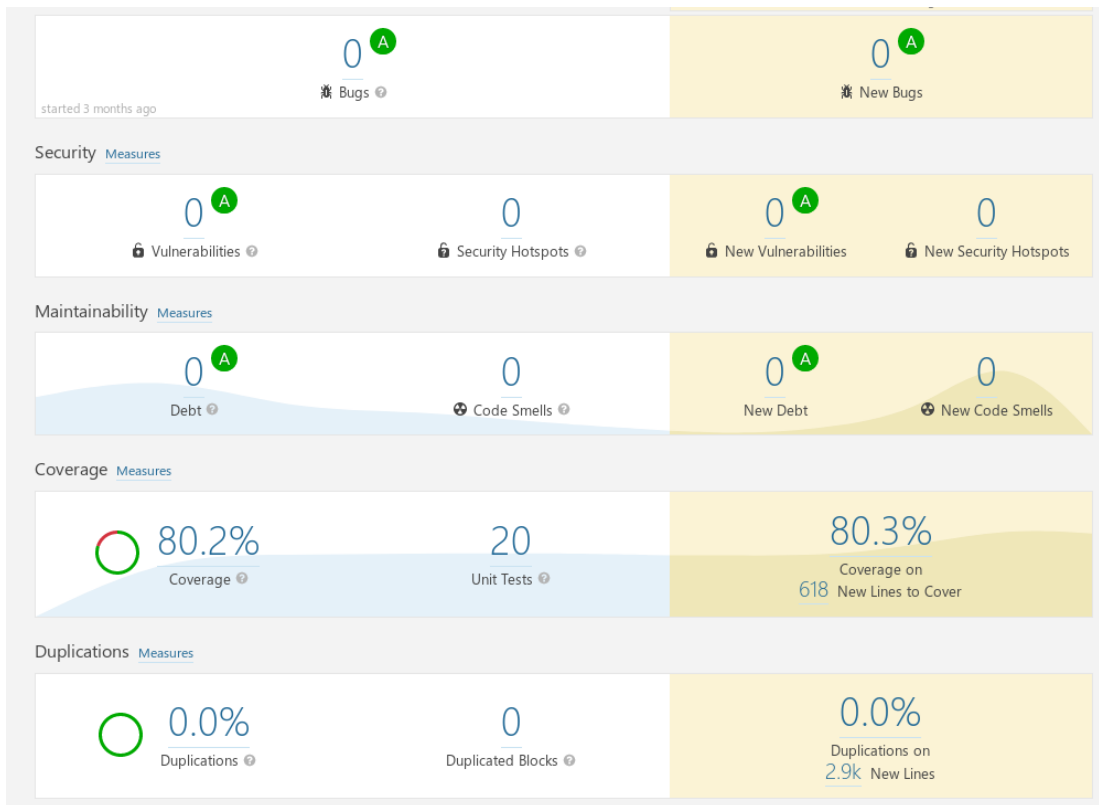 0 A
Bugs ?
started 3 months ago
0 A
New Bugs
Security Measures
0 A
Vulnerabilities ?
0
Security Hotspots ?
0 A
New Vulnerabilities
0
New Security Hotspots
Maintainability Measures
0 A
Debt ?
0
Code Smells ?
0 A
New Debt
0
New Code Smells
Coverage Measures
80.2%
Coverage ?
20
Unit Tests ?
80.3%
Coverage on
618 New Lines to Cover
Duplications Measures
0.0%
Duplications ?
0
Duplicated Blocks ?
0.0%
Duplications on
2.9k New Lines